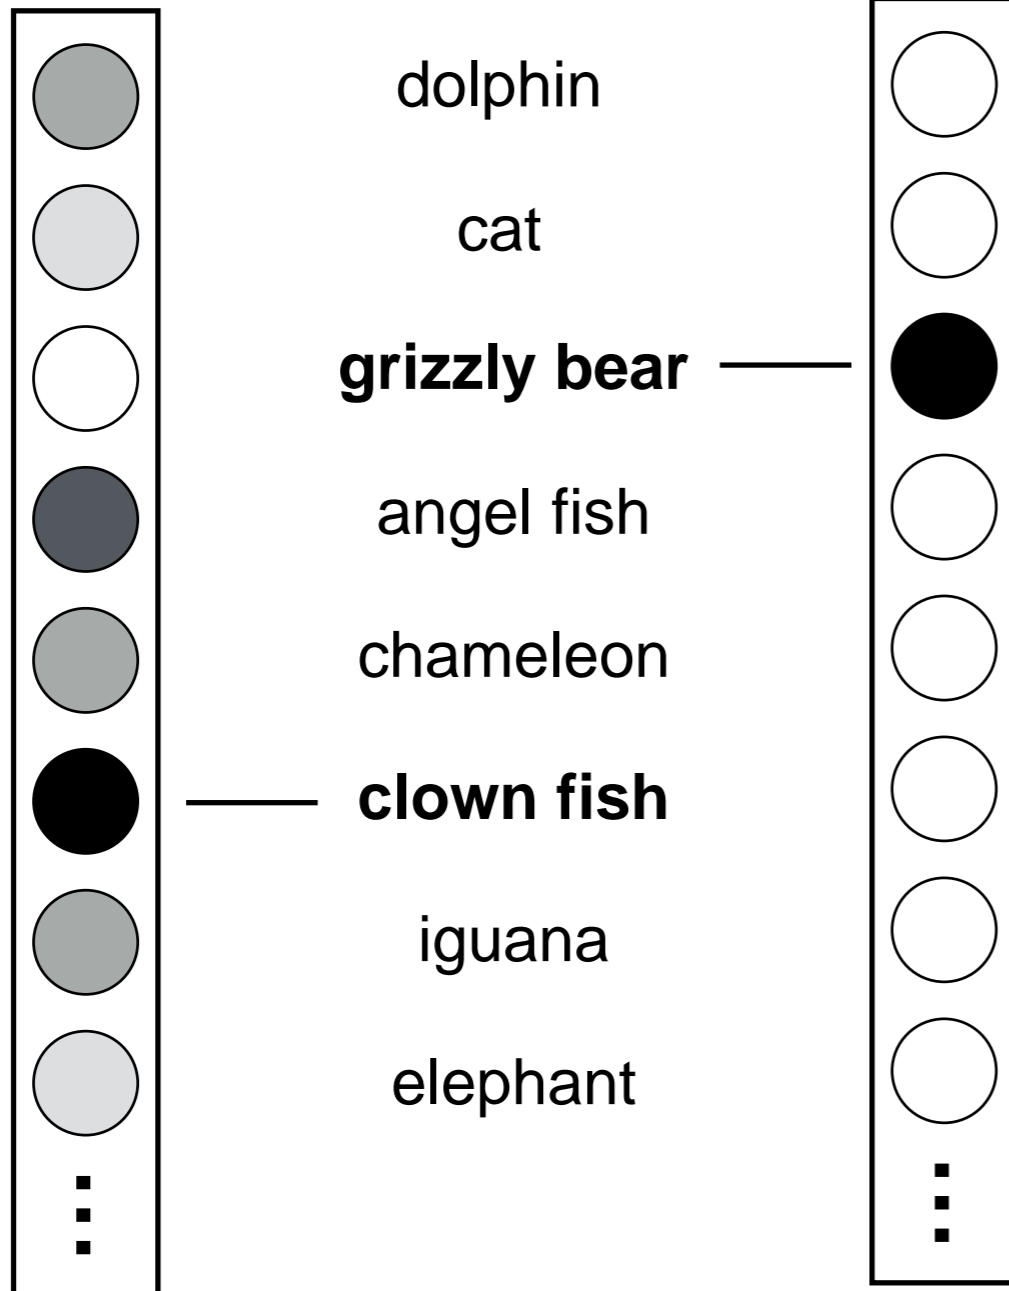 dolphin
cat
grizzly bear
angel fish
chameleon
clown fish
iguana
elephant